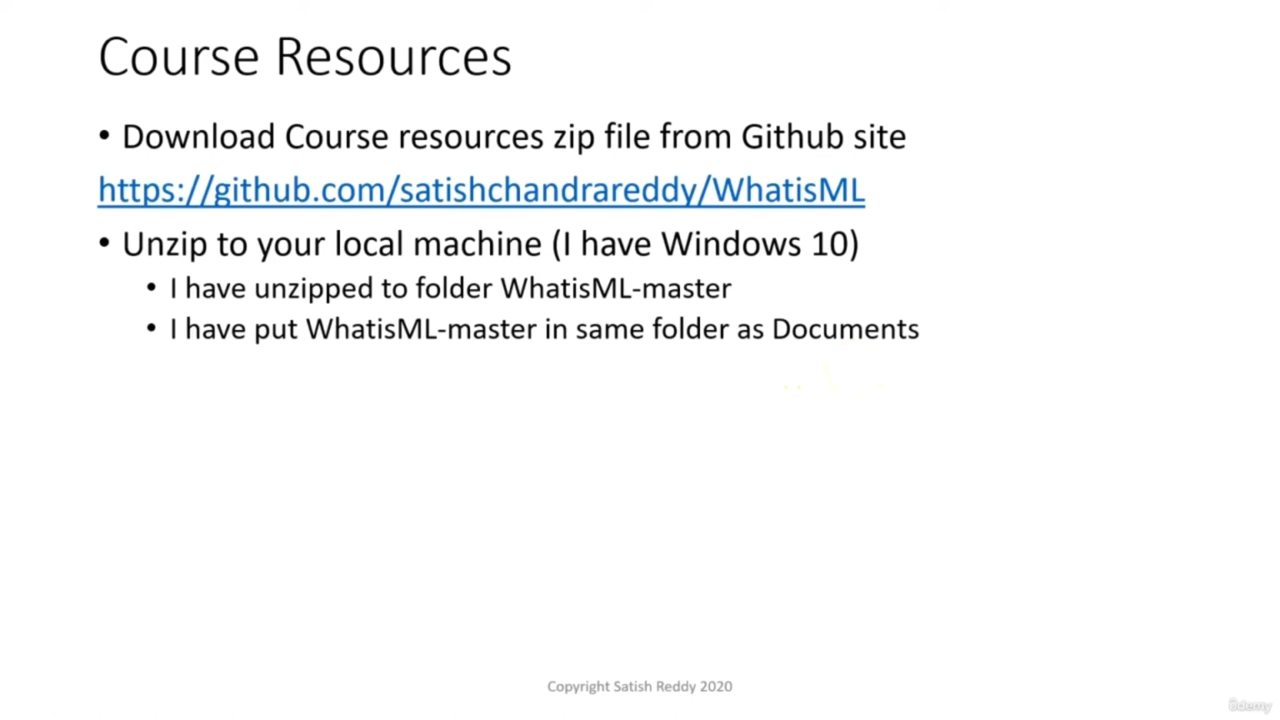 Course Resources
• Download Course resources zip file from Github site
https://github.com/satishchandrareddy/WhatisML
• Unzip to your local machine (I have Windows 10)
• I have unzipped to folder WhatisML-master
• I have put WhatisML-master in same folder as Documents
Copyright Satish Reddy 2020
ûdemy